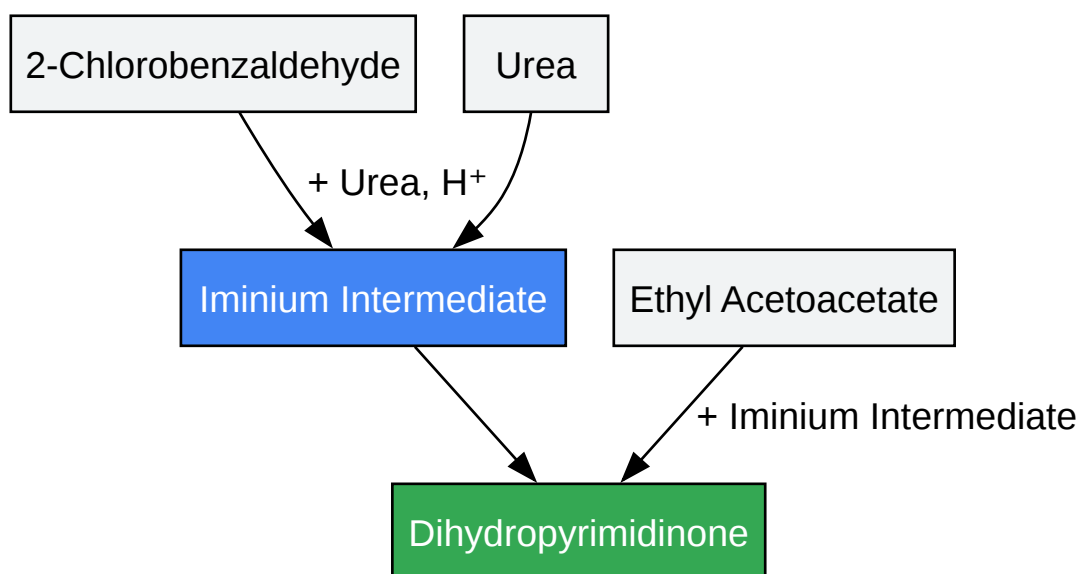 2-Chlorobenzaldehyde
Urea
+ Urea, H⁺
Iminium Intermediate
Ethyl Acetoacetate
+ Iminium Intermediate
Dihydropyrimidinone